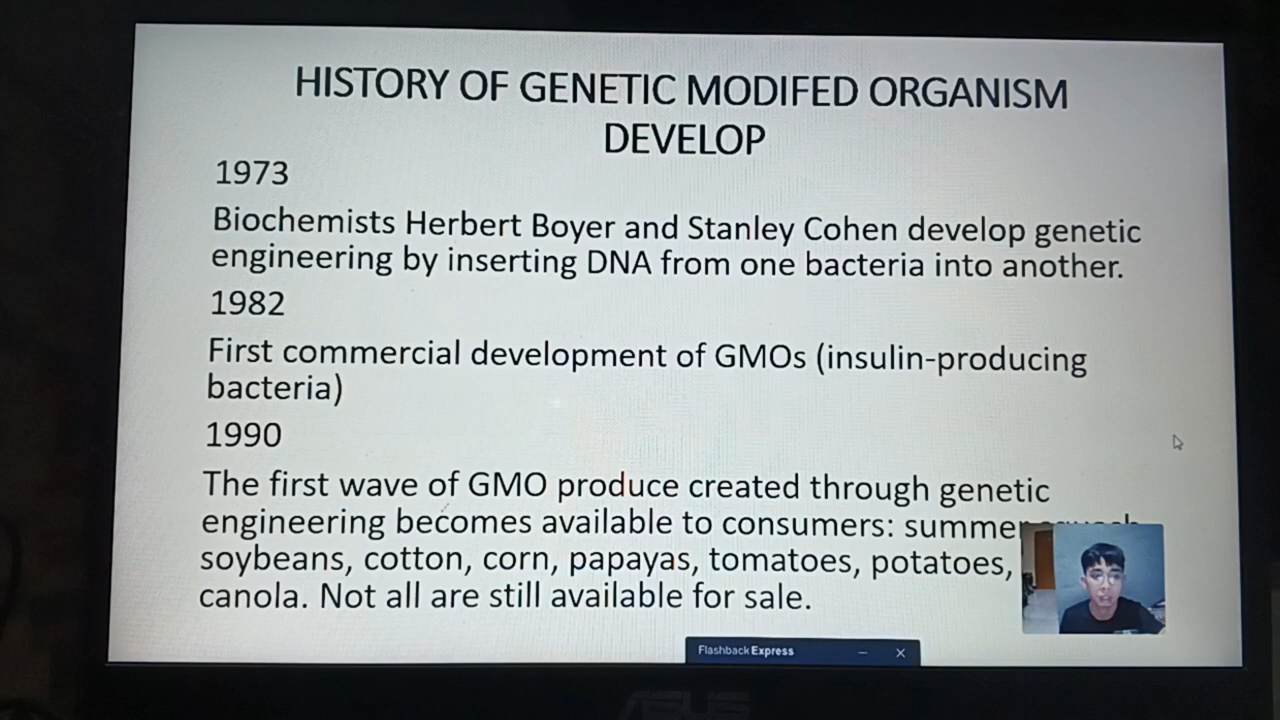 HISTORY OF GENETIC MODIFED ORGANISM
DEVELOP
1973
Biochemists Herbert Boyer and Stanley Cohen develop genetic
engineering by inserting DNA from one bacteria into another.
1982
First commercial development of GMOs (insulin-producing
bacteria)
1990
The first wave of GMO produce created through genetic
engineering becomes available to consumers: summer
soybeans, cotton, corn, papayas, tomatoes, potatoes,
canola. Not all are still available for sale.
Flashback Express
ASUS